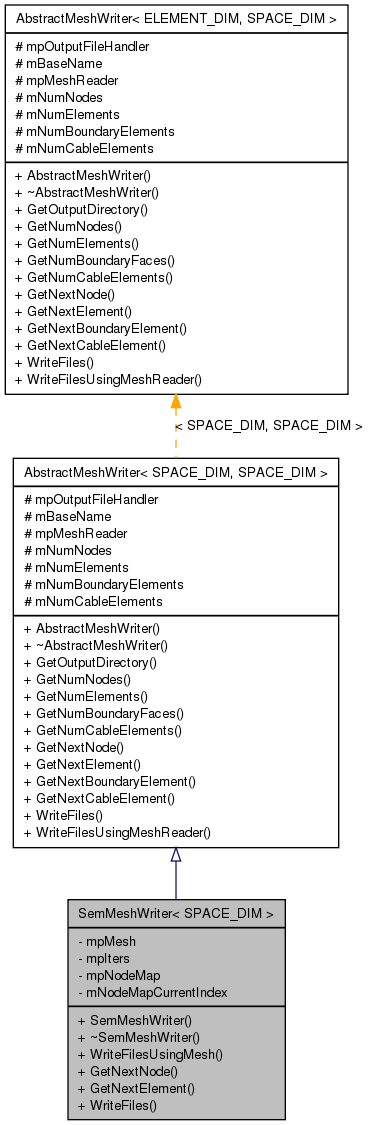 AbstractMeshWriter< ELEMENT_DIM, SPACE_DIM >
# mpOutputFileHandler
# mBaseName
# mpMeshReader
# mNumNodes
# mNumElements
# mNumBoundaryElements
# mNumCableElements
+ AbstractMeshWriter()
+ ~AbstractMeshWriter()
+ GetOutputDirectory()
+ GetNumNodes()
+ GetNumElements()
+ GetNumBoundaryFaces()
+ GetNumCableElements()
+ GetNextNode()
+ GetNextElement()
+ GetNextBoundaryElement()
+ GetNextCableElement()
+ WriteFiles()
+ WriteFilesUsingMeshReader()
< SPACE_DIM, SPACE_DIM >
AbstractMeshWriter< SPACE_DIM, SPACE_DIM >
# mpOutputFileHandler
# mBaseName
# mpMeshReader
# mNumNodes
# mNumElements
# mNumBoundaryElements
# mNumCableElements
+ AbstractMeshWriter()
+ ~AbstractMeshWriter()
+ GetOutputDirectory()
+ GetNumNodes()
+ GetNumElements()
+ GetNumBoundaryFaces()
+ GetNumCableElements()
+ GetNextNode()
+ GetNextElement()
+ GetNextBoundaryElement()
+ GetNextCableElement()
+ WriteFiles()
+ WriteFilesUsingMeshReader()
SemMeshWriter< SPACE_DIM >
- mpMesh
- mpIters
- mpNodeMap
- mNodeMapCurrentIndex
+ SemMeshWriter()
+ ~SemMeshWriter()
+ WriteFilesUsingMesh()
+ GetNextNode()
+ GetNextElement()
+ WriteFiles()